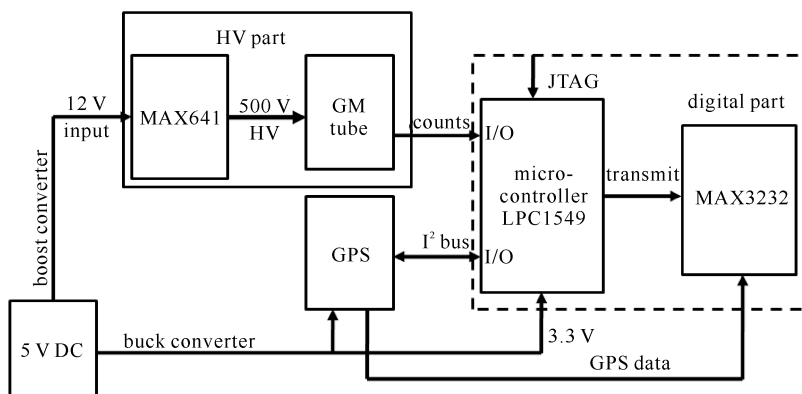 HV part
12 V
input
MAX641
500 V
HV
GM
tube
counts
JTAG
digital part
I/O
micro-
controller
LPC1549
I/O
transmit
MAX3232
GPS
I² bus
boost converter
5 V DC
buck converter
3.3 V
GPS data